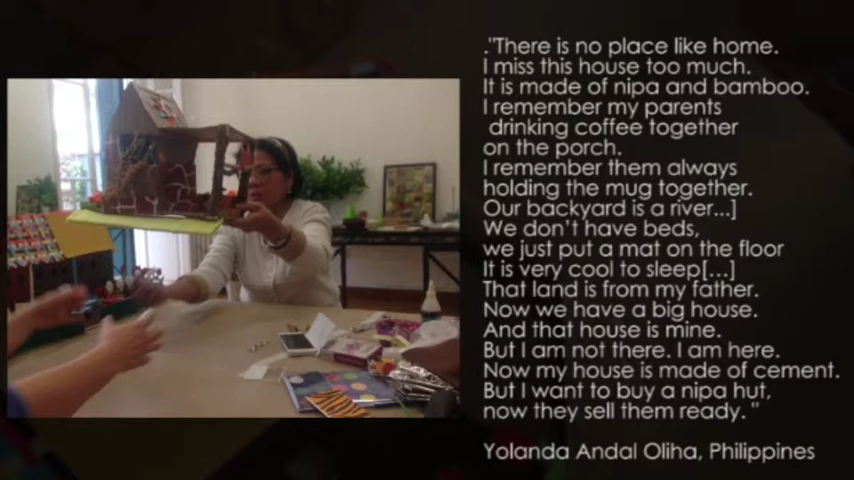 ."There is no place like home.
I miss this house too much.
It is made of nipa and bamboo.
I remember my parents
drinking coffee together
on the porch.
I remember them always
holding the mug together.
Our backyard is a river...]
We don't have beds,
we just put a mat on the floor
It is very cool to sleep[...]
That land is from my father.
Now we have a big house.
And that house is mine.
But I am not there. I am here.
Now my house is made of cement.
But I want to buy a nipa hut,
now they sell them ready. "
Yolanda Andal Oliha, Philippines